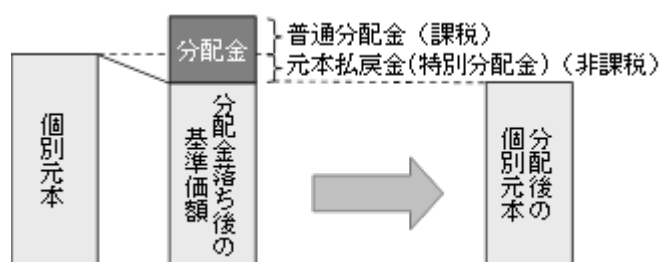 分配金
普通分配金（課税）
元本払戻金(特別分配金)（非課税）
個別元本
分配金落ち後の
基準価額
分配後の
個別元本